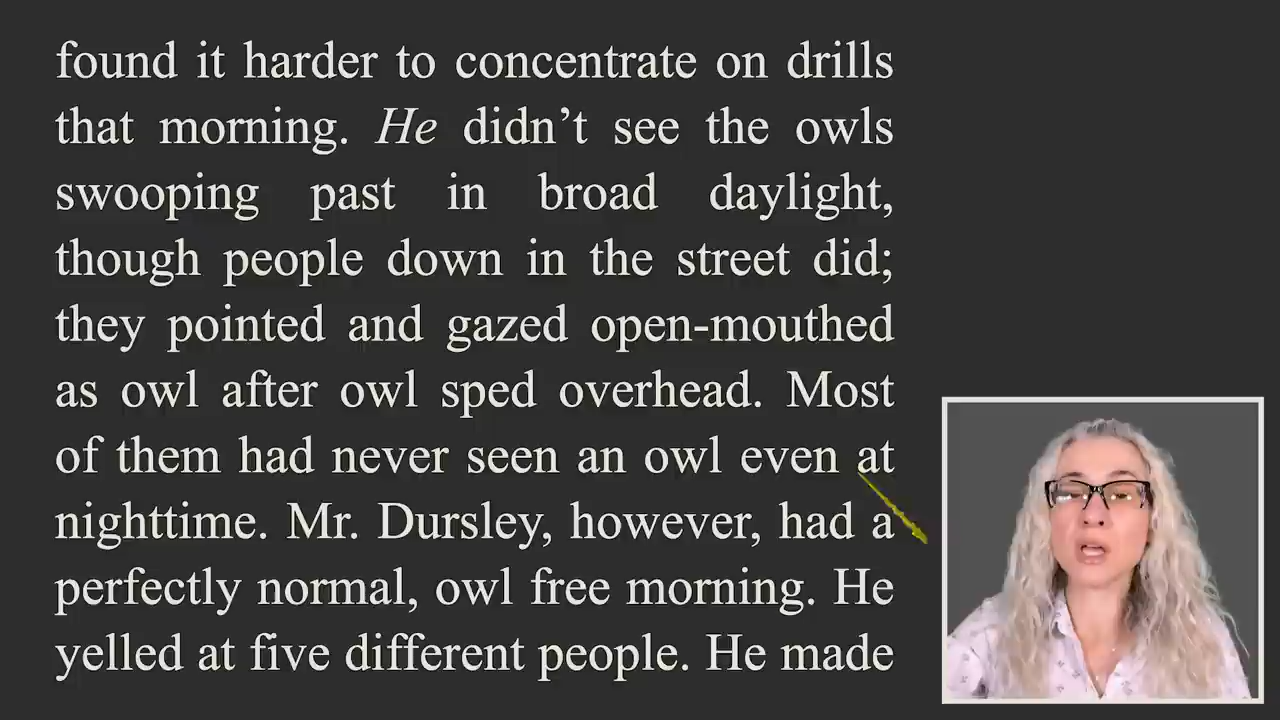 found it harder to concentrate on drills
that morning. He didn’t see the owls
swooping past in broad daylight,
though people down in the street did;
they pointed and gazed open-mouthed
as owl after owl sped overhead. Most
of them had never seen an owl even at
nighttime. Mr. Dursley, however, had a
perfectly normal, owl free morning. He
yelled at five different people. He made